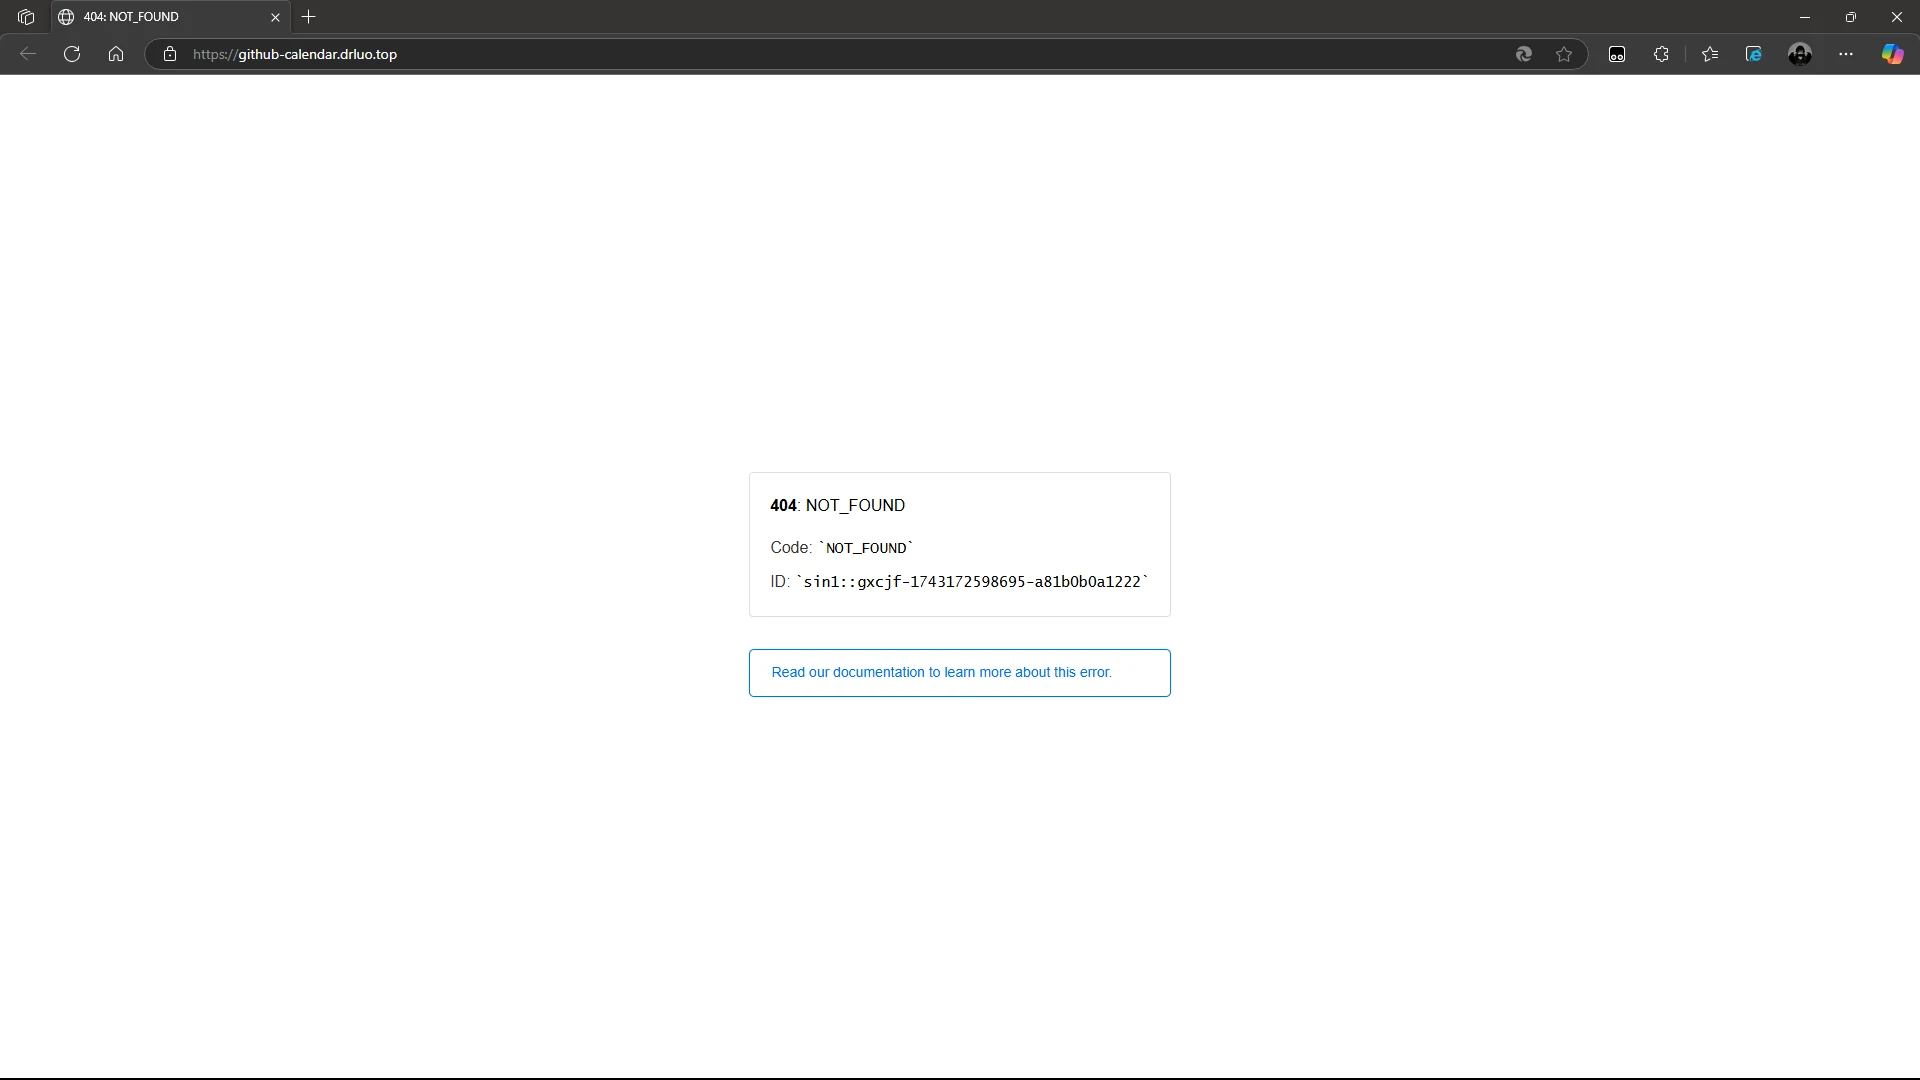 404: NOT_FOUND
https://github-calendar.drluo.top
404: NOT_FOUND
Code: `NOT_FOUND`
ID: `sin1::gxcjf-1743172598695-a81b0b0a1222`
Read our documentation to learn more about this error.